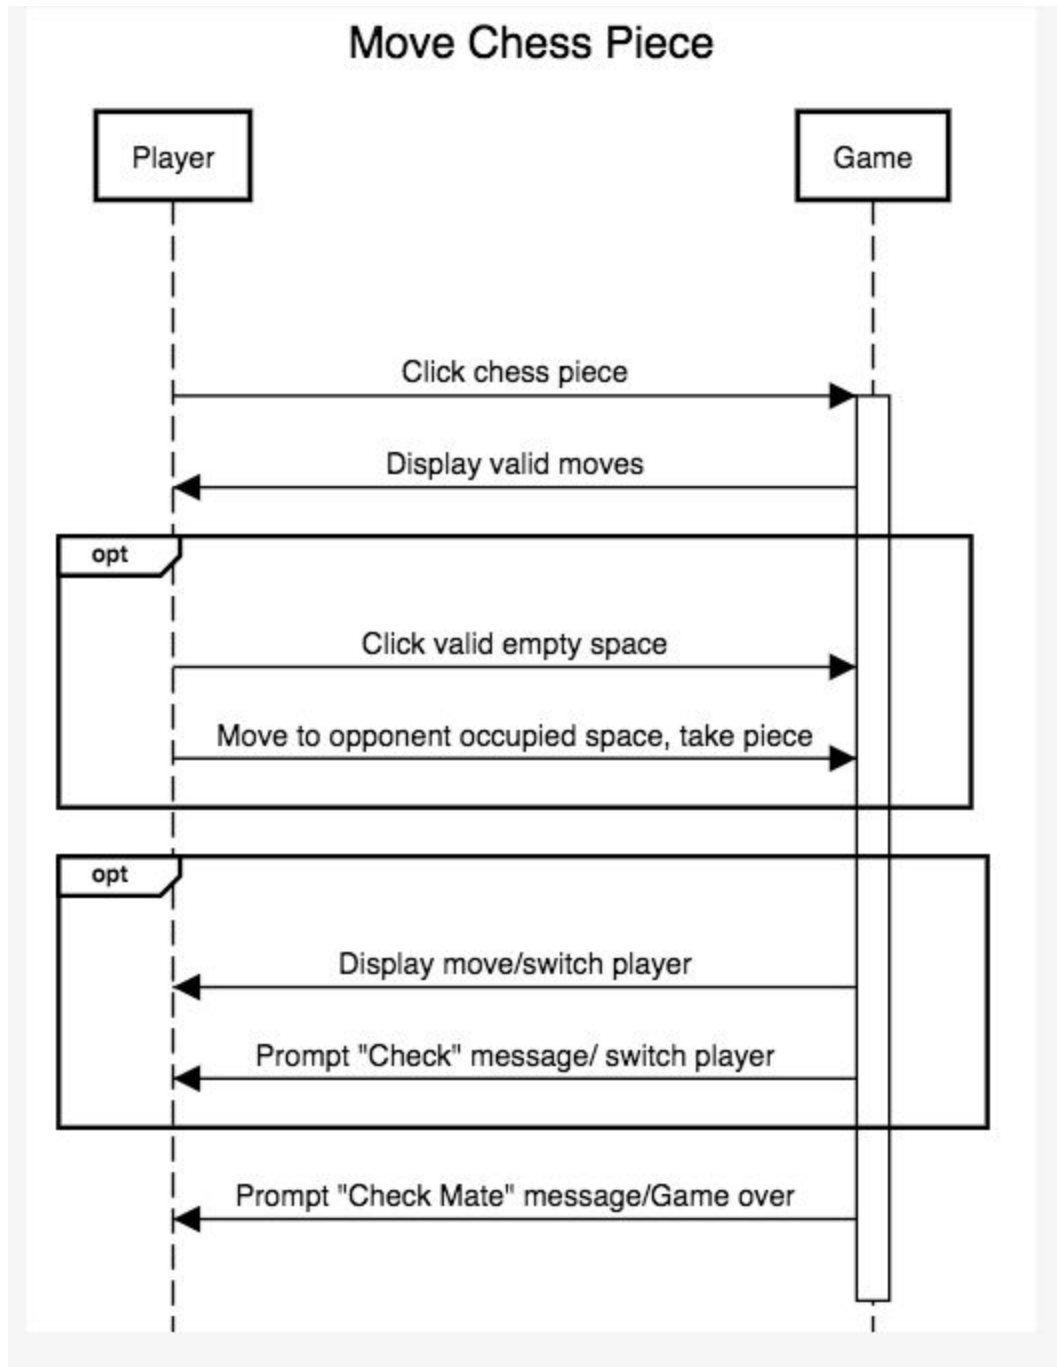 Move Chess Piece
Player
Game
Click chess piece
Display valid moves
opt
Click valid empty space
Move to opponent occupied space, take piece
opt
Display move/switch player
Prompt "Check" message/ switch player
Prompt "Check Mate" message/Game over